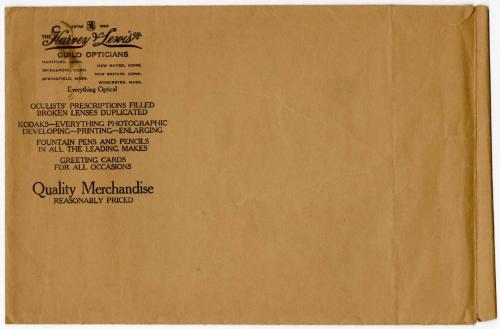 ESTAB 1890
THE Harvey & Lewis Co.
GUILD OPTICIANS
HARTFORD, CONN. NEW HAVEN, CONN.
BRIDGEPORT, CONN. NEW BRITAIN, CONN.
SPRINGFIELD, MASS. WORCESTER, MASS.
Everything Optical
OCULISTS' PRESCRIPTIONS FILLED
BROKEN LENSES DUPLICATED
KODAKS—EVERYTHING PHOTOGRAPHIC
DEVELOPING—PRINTING—ENLARGING
FOUNTAIN PENS AND PENCILS
IN ALL THE LEADING MAKES
GREETING CARDS
FOR ALL OCCASIONS
Quality Merchandise
REASONABLY PRICED